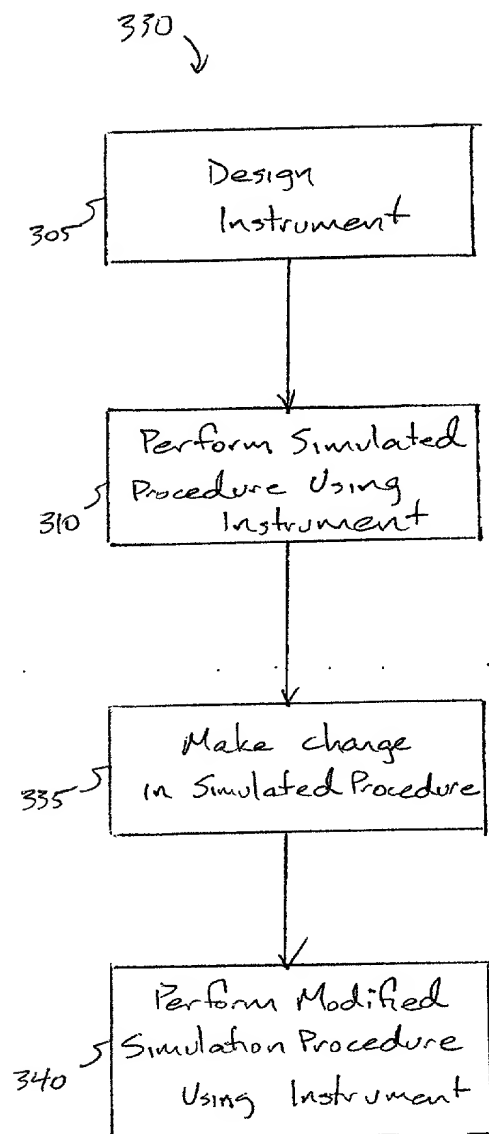 330
Design
Instrument
305
Perform Simulated
Procedure Using
Instrument
310
Make change
in Simulated Procedure
335
Perform Modified
Simulation Procedure
Using Instrument
340